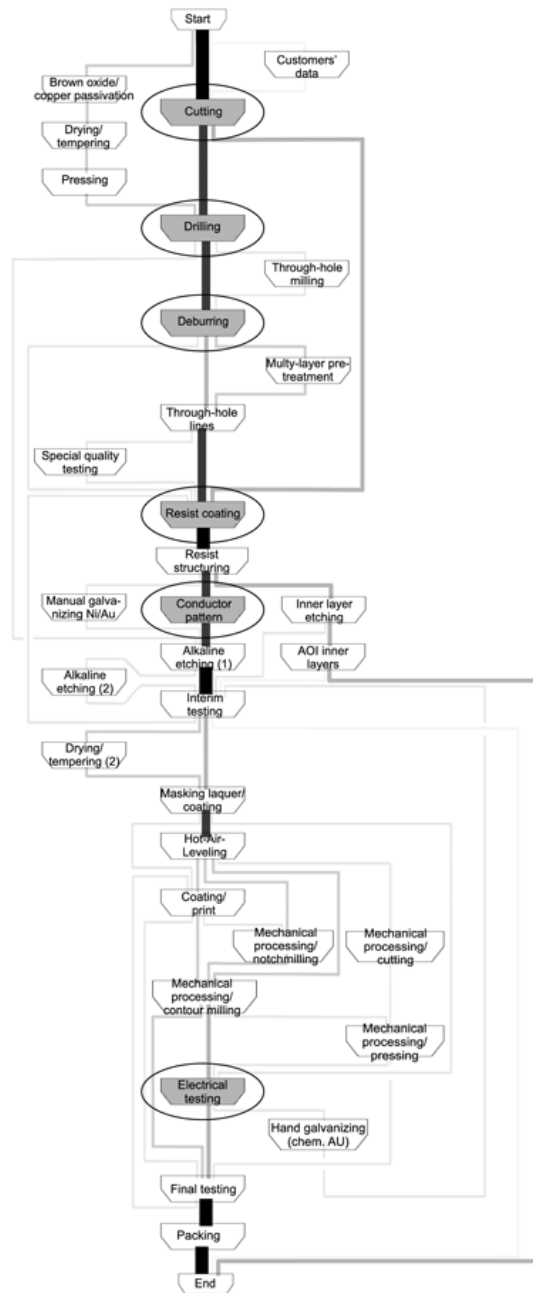 Start
Customers'
data
Brown oxide/
copper passivation
Cutting
Drying/
tempering
Pressing
Drilling
Through-hole
milling
Deburring
Multy-layer pre-
treatment
Through-hole
lines
Special quality
testing
Resist coating
Resist
structuring
Manual galva-
nizing Ni/Au
Conductor
pattern
Inner layer
etching
Alkaline
etching (1)
AOI inner
layers
Alkaline
etching (2)
Interim
testing
Drying/
tempering (2)
Masking laquer/
coating
Hot-Air-
Leveling
Coating/
print
Mechanical
processing/
notchmilling
Mechanical
processing/
cutting
Mechanical
processing/
contour milling
Mechanical
processing/
pressing
Electrical
testing
Hand galvanizing
(chem. AU)
Final testing
Packing
End